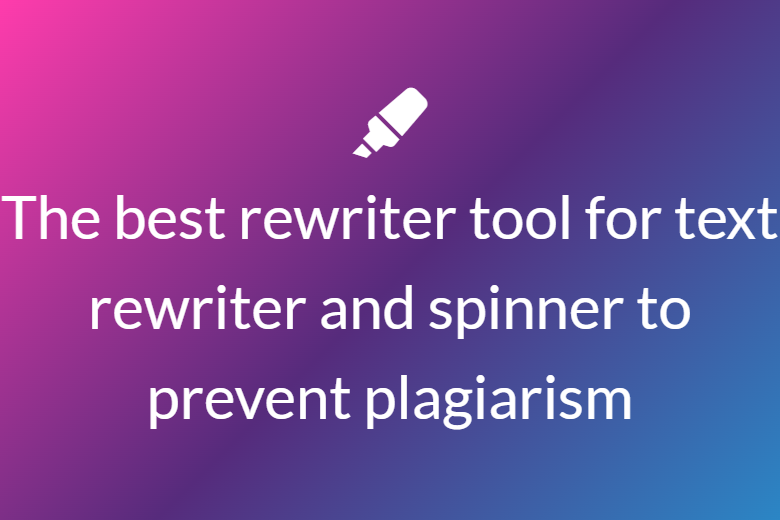 The best rewriter tool for text
rewriter and spinner to
prevent plagiarism